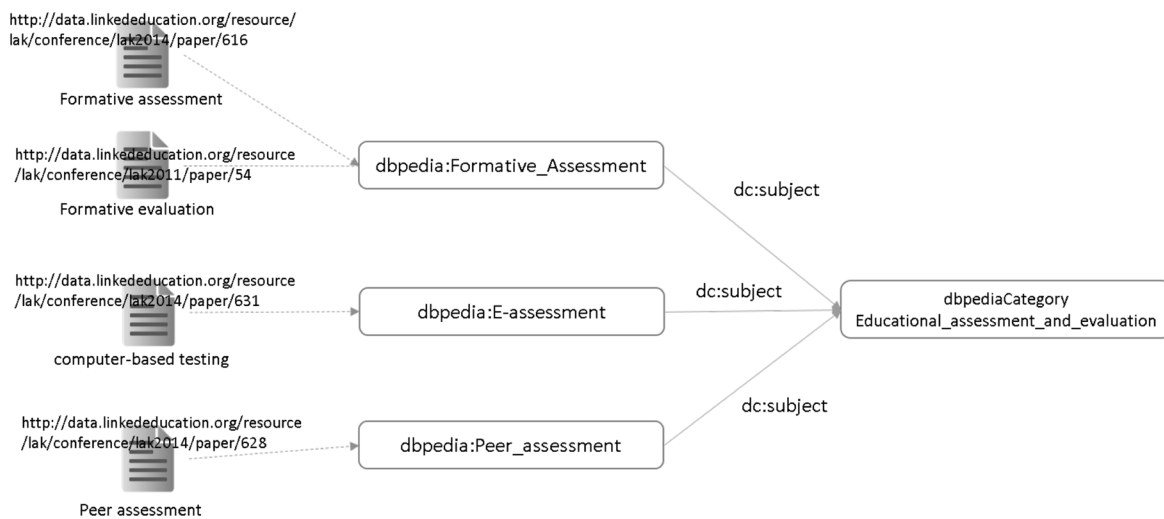 http://data.linkededucation.org/resource/
lak/conference/lak2014/paper/616
Formative assessment
http://data.linkededucation.org/resource
/lak/conference/lak2011/paper/54
Formative evaluation
dbpedia:Formative_Assessment
dc:subject
http://data.linkededucation.org/resource
/lak/conference/lak2014/paper/631
computer-based testing
dbpedia:E-assessment
dc:subject
dbpediaCategory
Educational_assessment_and_evaluation
http://data.linkededucation.org/resource
/lak/conference/lak2014/paper/628
Peer assessment
dbpedia:Peer_assessment
dc:subject